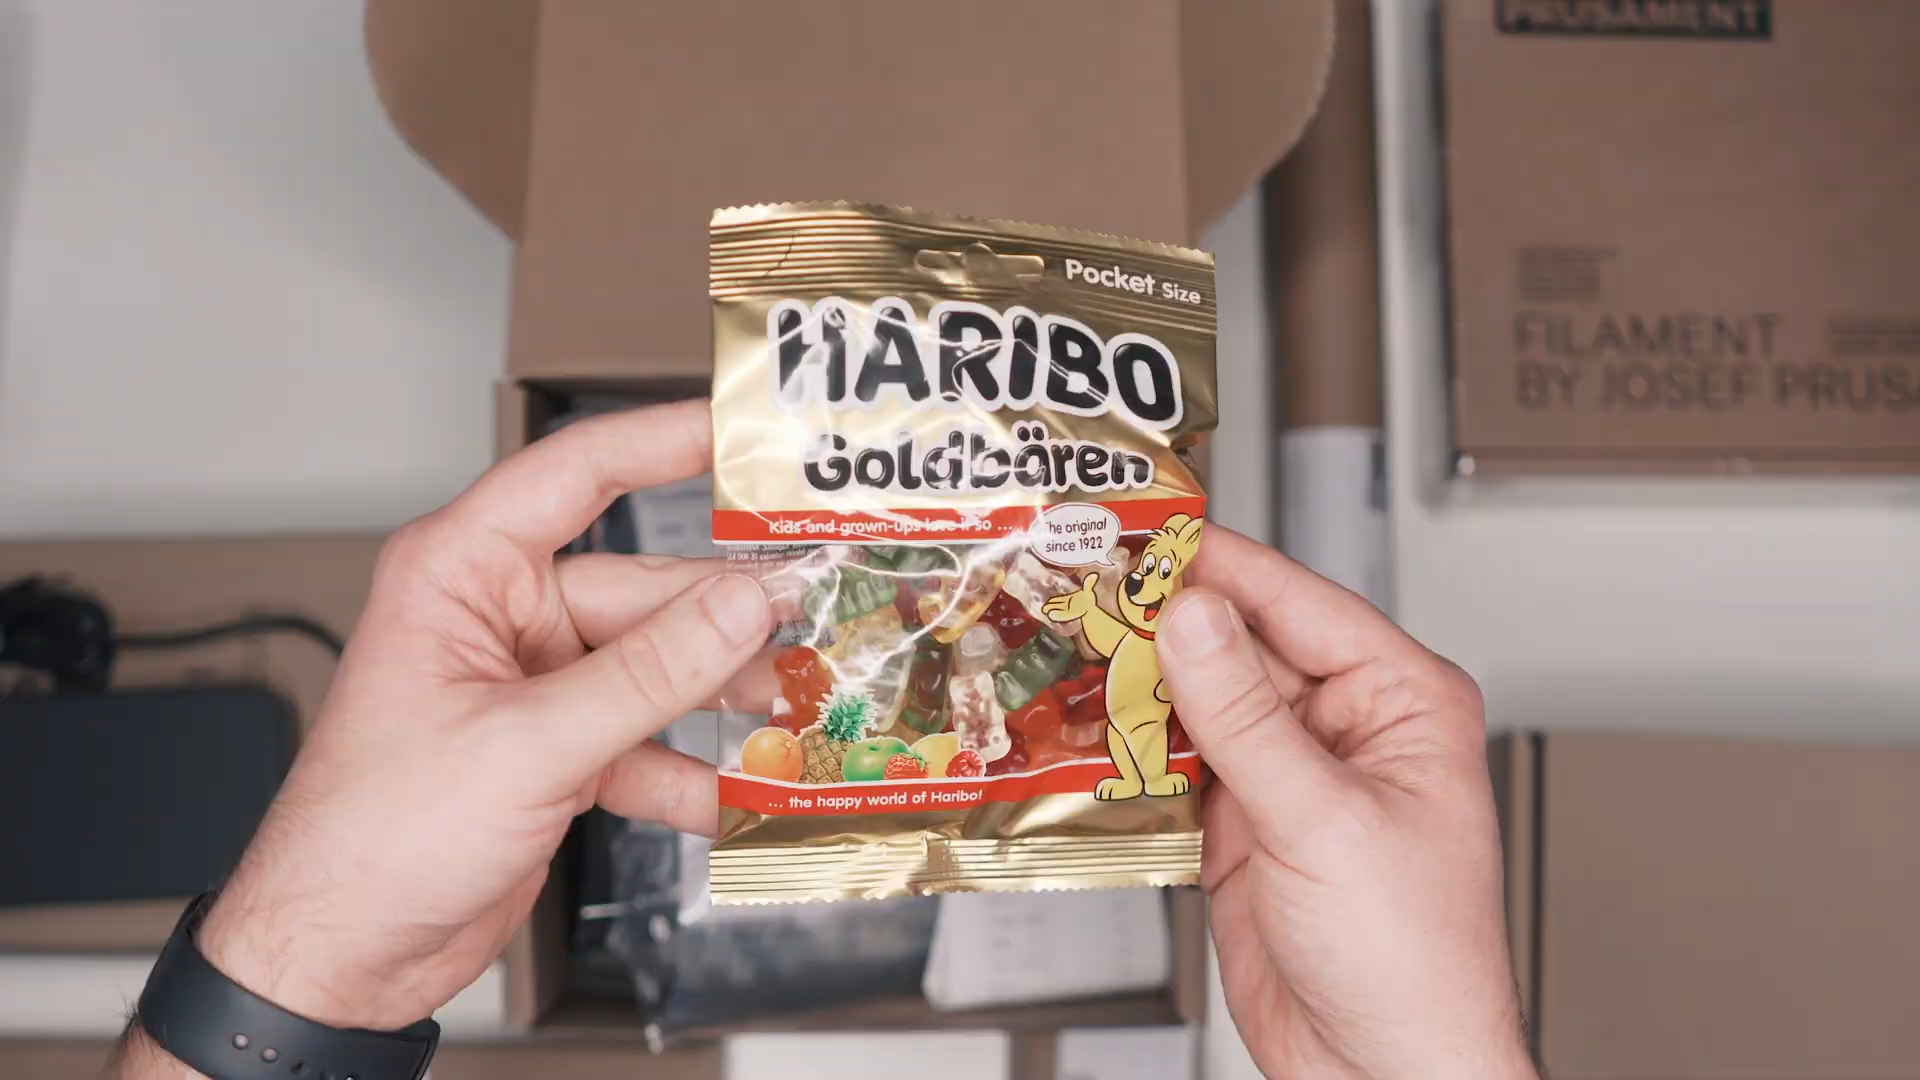 PRUSAMENT
Pocket Size
HARIBO
Goldbären
Kids and grown-ups love it so ...
The original
since 1922
... the happy world of Haribo!
FILAMENT
BY JOSEF PRUSA